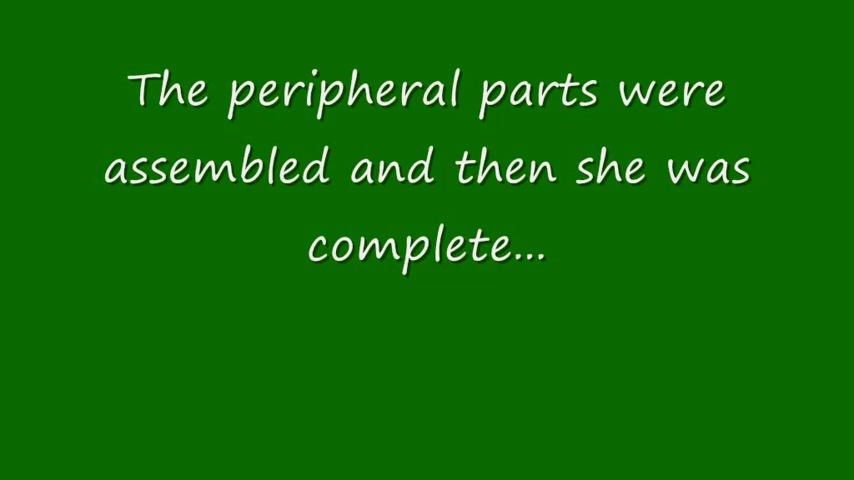 The peripheral parts were
assembled and then she was
complete...